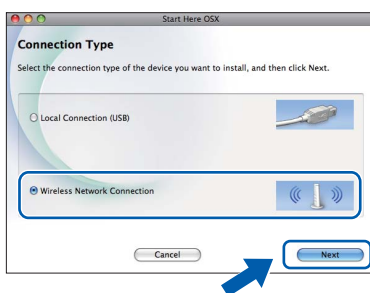 Start Here OSX
Connection Type
Select the connection type of the device you want to install, and then click Next.
Local Connection (USB)
Wireless Network Connection
Cancel
Next